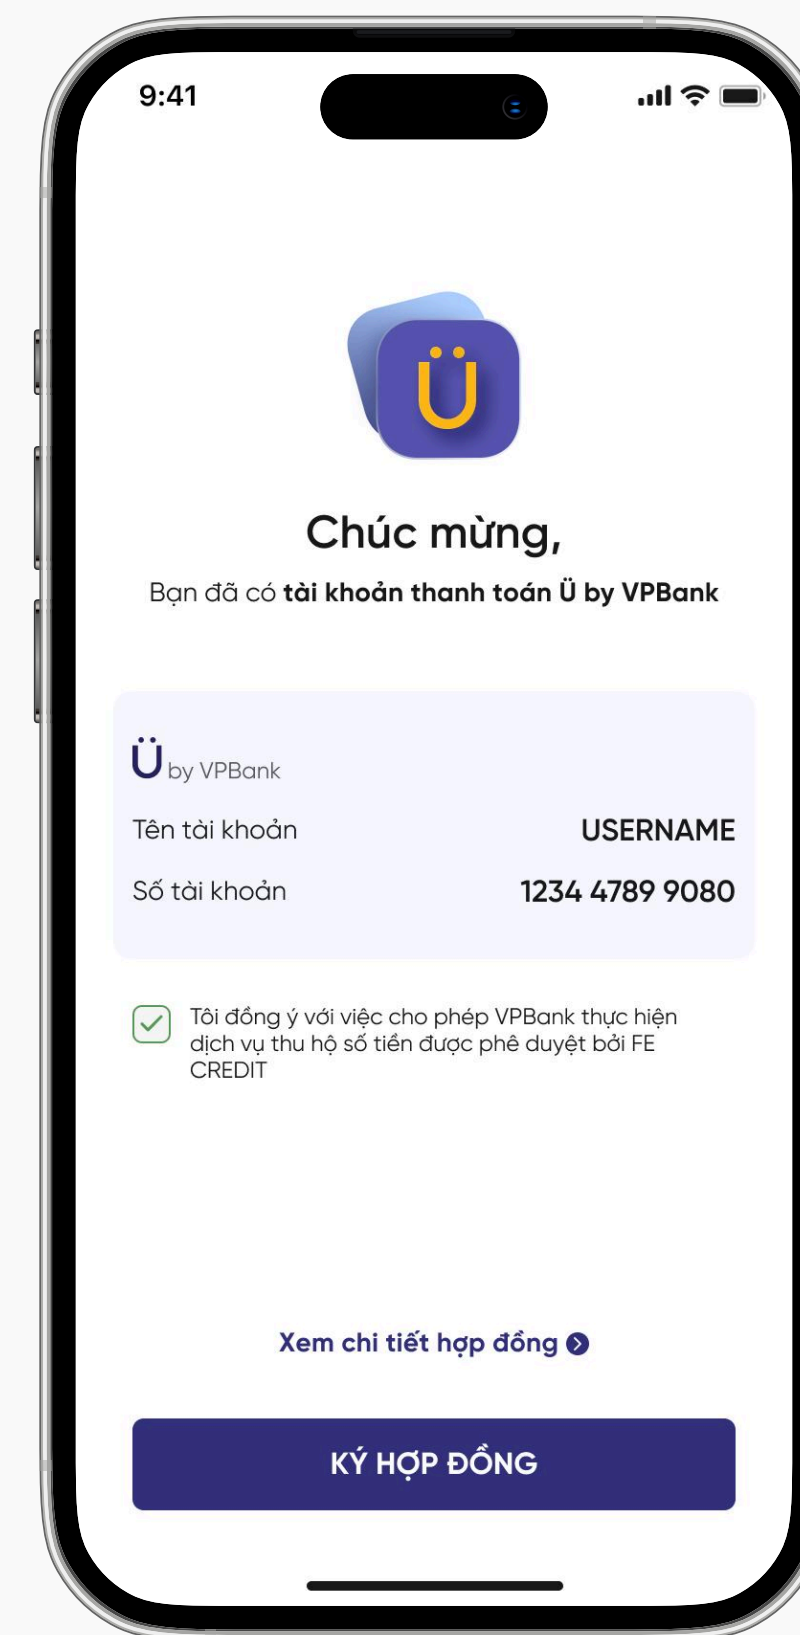 9:41
Ü
Chúc mừng,
Bạn đã có tài khoản thanh toán Ü by VPBank
Ü by VPBank
Tên tài khoản USERNAME
Số tài khoản 1234 4789 9080
Tôi đồng ý với việc cho phép VPBank thực hiện
dịch vụ thu hộ số tiền được phê duyệt bởi FE
CREDIT
Xem chi tiết hợp đồng
KÝ HỢP ĐỒNG